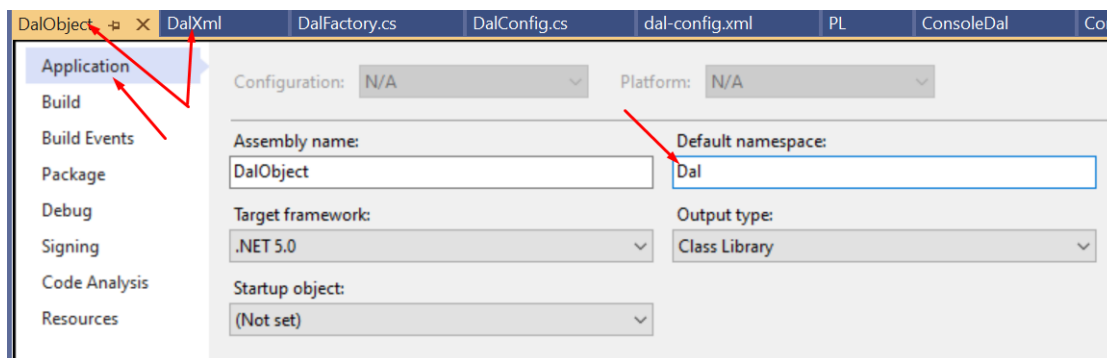 DalObject DalXml DalFactory.cs DalConfig.cs dal-config.xml PL ConsoleDal Co
Application
Configuration: N/A Platform: N/A
Build
Build Events
Assembly name: Default namespace:
Package
DalObject Dal
Debug
Target framework: Output type:
Signing
.NET 5.0 Class Library
Code Analysis
Startup object:
Resources
(Not set)